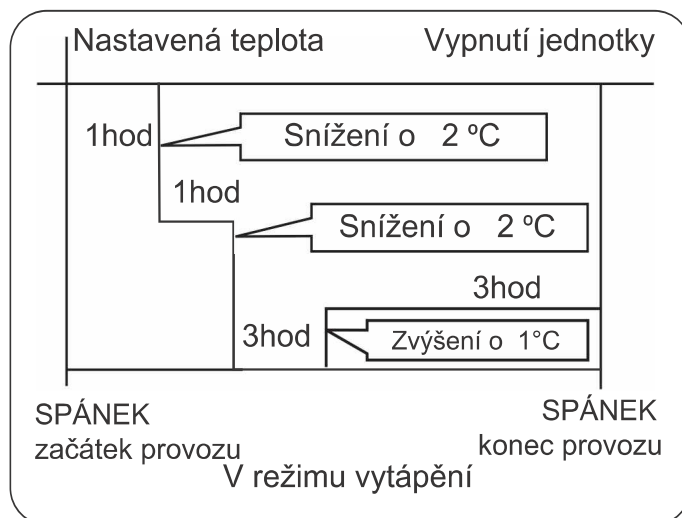 Nastavená teplota
Vypnutí jednotky
1hod
Snížení o 2 ºC
1hod
Snížení o 2 ºC
3hod
3hod
Zvýšení o 1°C
SPÁNEK
začátek provozu
SPÁNEK
konec provozu
V režimu vytápění